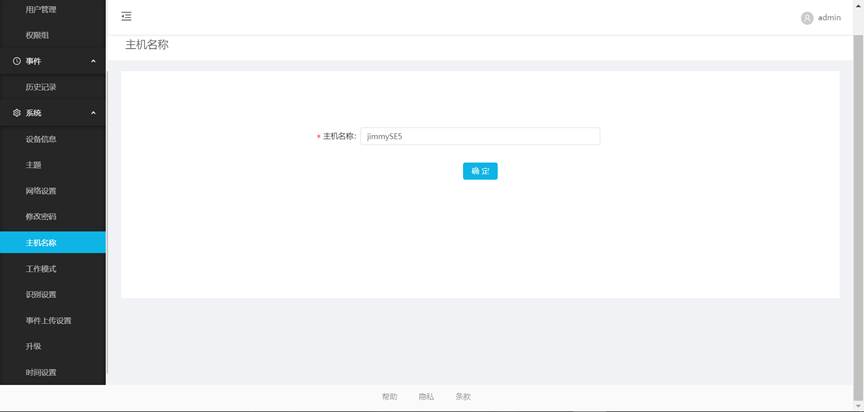 用户管理
权限组
事件
历史记录
系统
设备信息
主题
网络设置
修改密码
主机名称
工作模式
识别设置
事件上传设置
升级
时间设置
admin
主机名称
* 主机名称: jimmySE5
确 定
帮助 隐私 条款